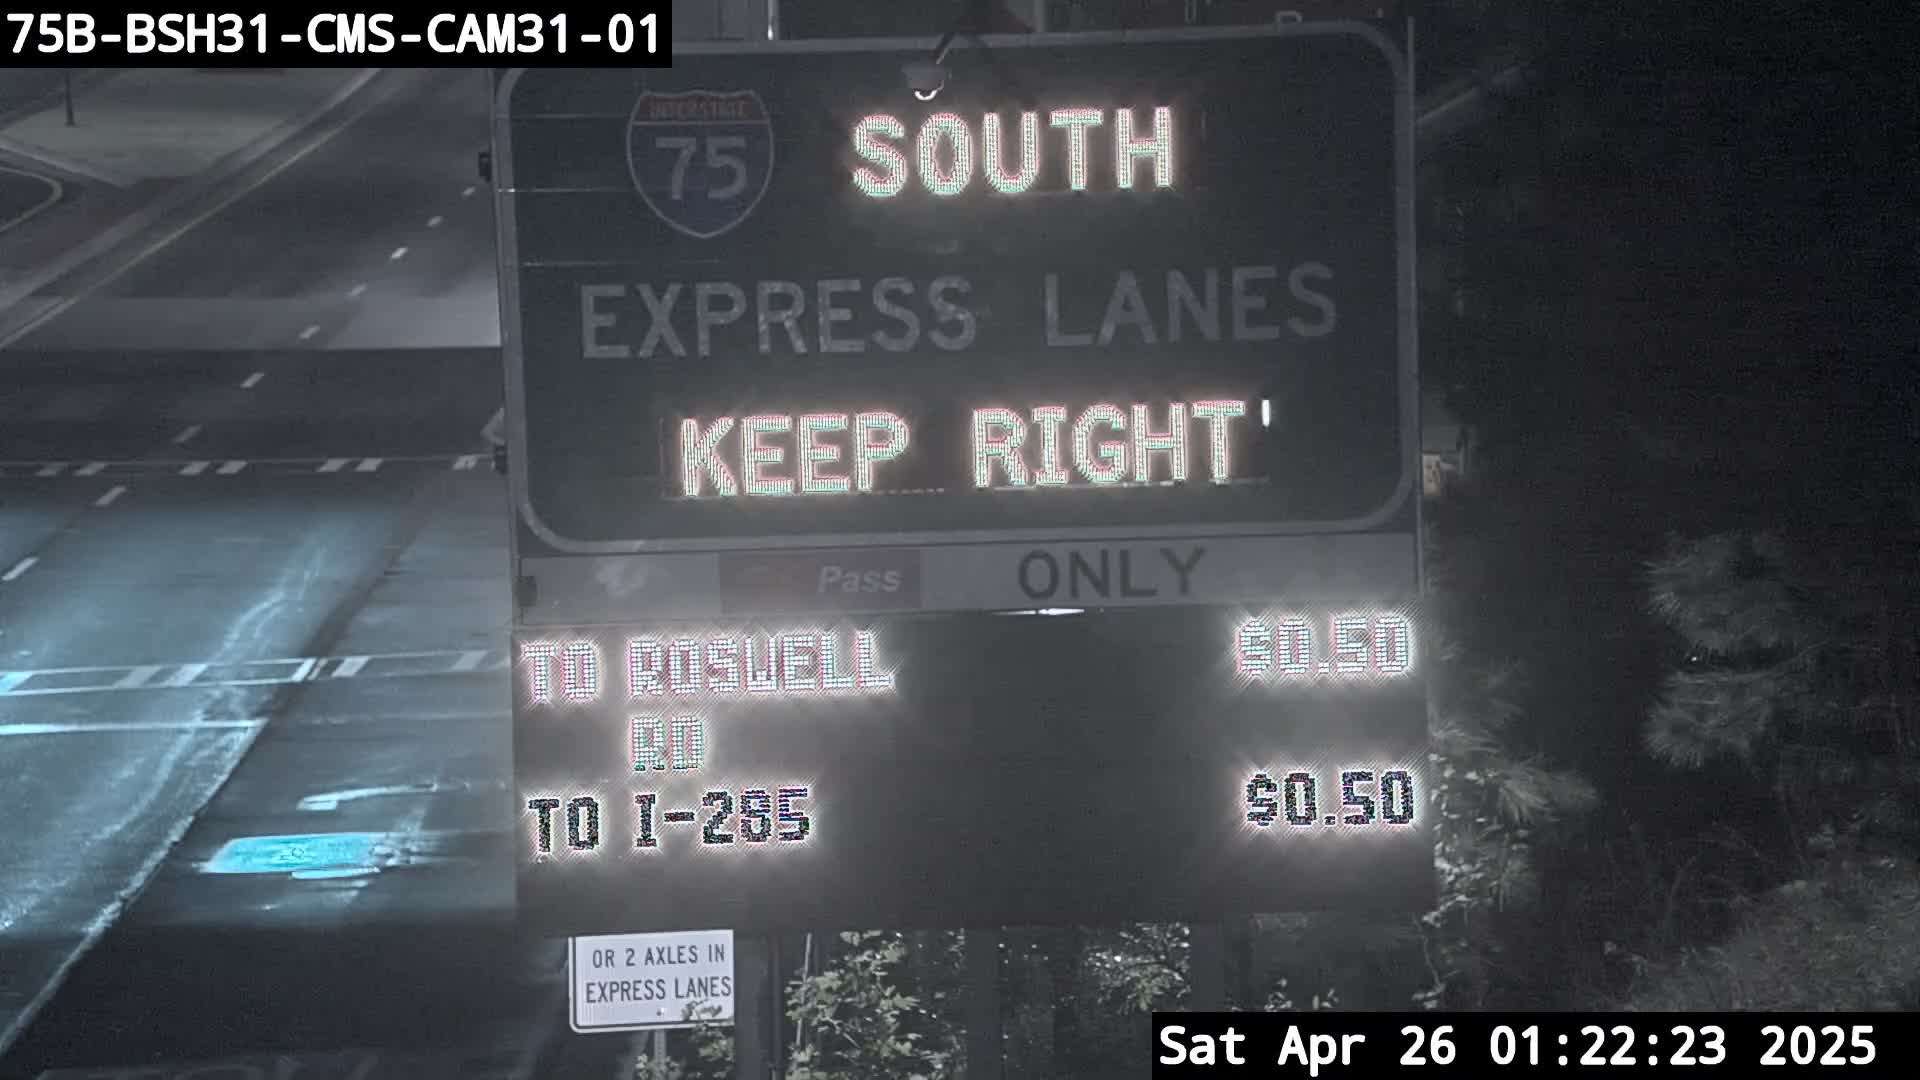 75B-BSH31-CMS-CAM31-01
INTERSTATE
75
SOUTH
EXPRESS LANES
KEEP RIGHT
Pass ONLY
TO ROSWELL $0.50
RD
TO I-285 $0.50
OR 2 AXLES IN
EXPRESS LANES
Sat Apr 26 01:22:23 2025